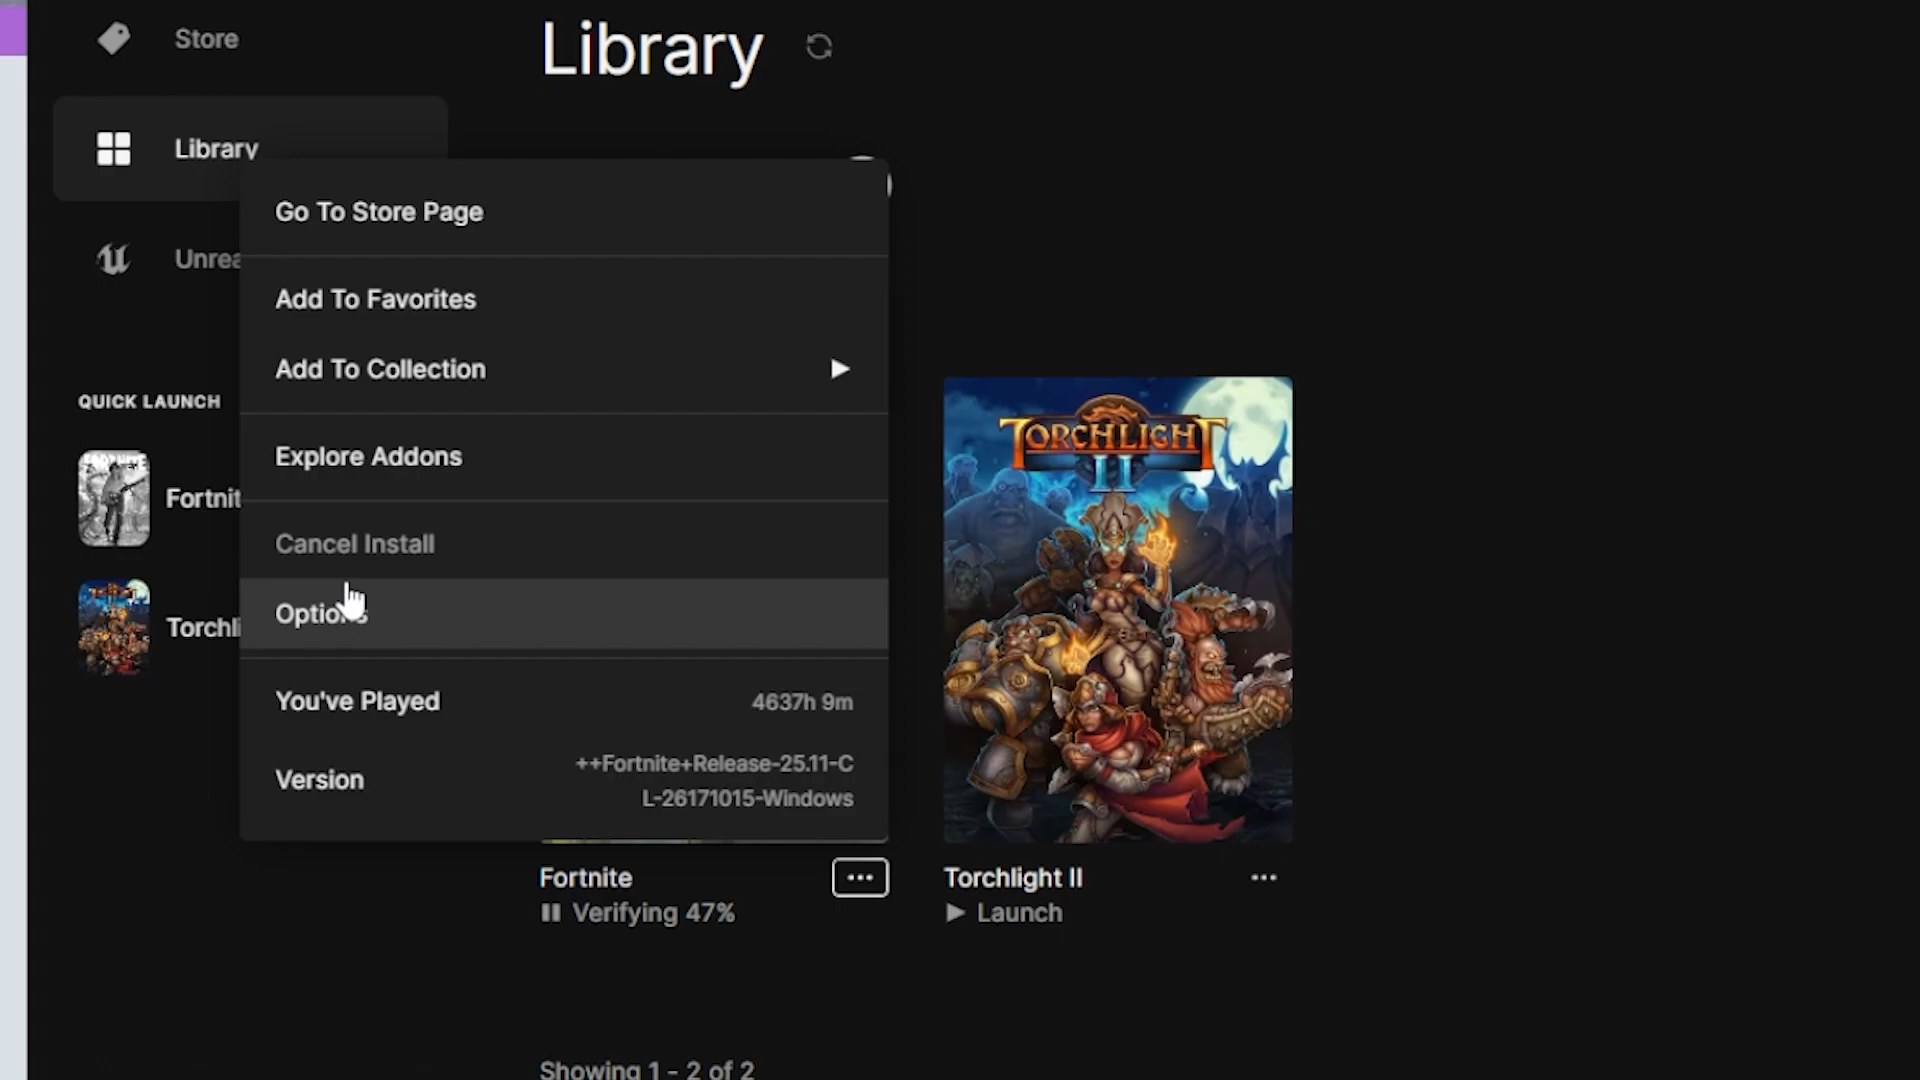 Store
Library
Library
Go To Store Page
Unrea
Add To Favorites
Add To Collection
QUICK LAUNCH
Explore Addons
Fortnit
Cancel Install
Options
Torchli
You've Played
4637h 9m
Version
++Fortnite+Release-25.11-C
L-26171015-Windows
TORCHLIGHT
II
Fortnite
Verifying 47%
Torchlight II
Launch
Showing 1 - 2 of 2